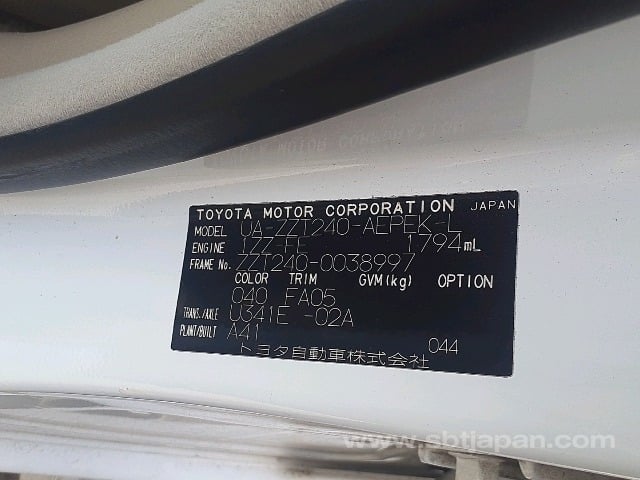 TOYOTA MOTOR CORPORATION JAPAN
MODEL UA-ZZT240-AEPEK-L
ENGINE 1ZZ-FE 1794mL
FRAME No. ZZT240-0038997
COLOR TRIM GVM(kg) OPTION
040 FA05
TRANS./AXLE U341E -02A
PLANT/BUILT A41
044
トヨタ自動車株式会社
www.sbtjapan.com